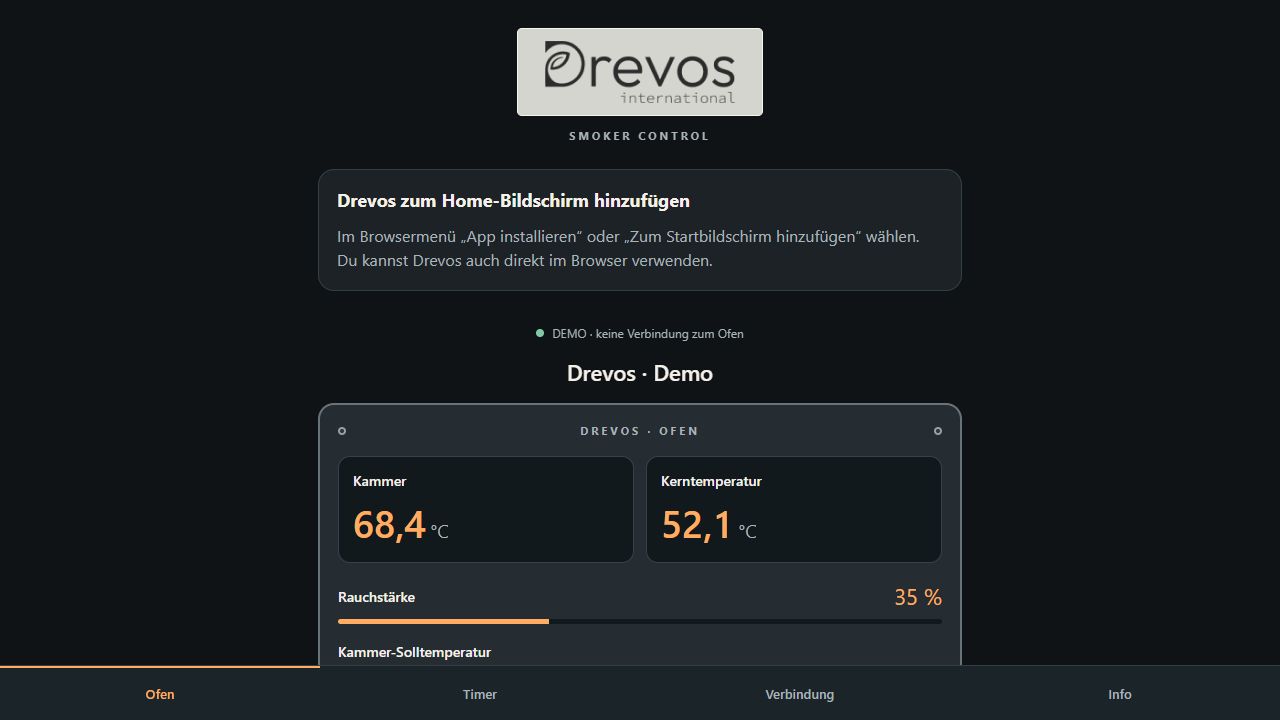 Drevos
international
SMOKER CONTROL
Drevos zum Home-Bildschirm hinzufügen
Im Browsermenü „App installieren“ oder „Zum Startbildschirm hinzufügen“ wählen.
Du kannst Drevos auch direkt im Browser verwenden.
DEMO · keine Verbindung zum Ofen
Drevos · Demo
DREVOS · OFEN
Kammer
68,4 °C
Kerntemperatur
52,1 °C
Rauchstärke
35 %
Kammer-Solltemperatur
Ofen
Timer
Verbindung
Info